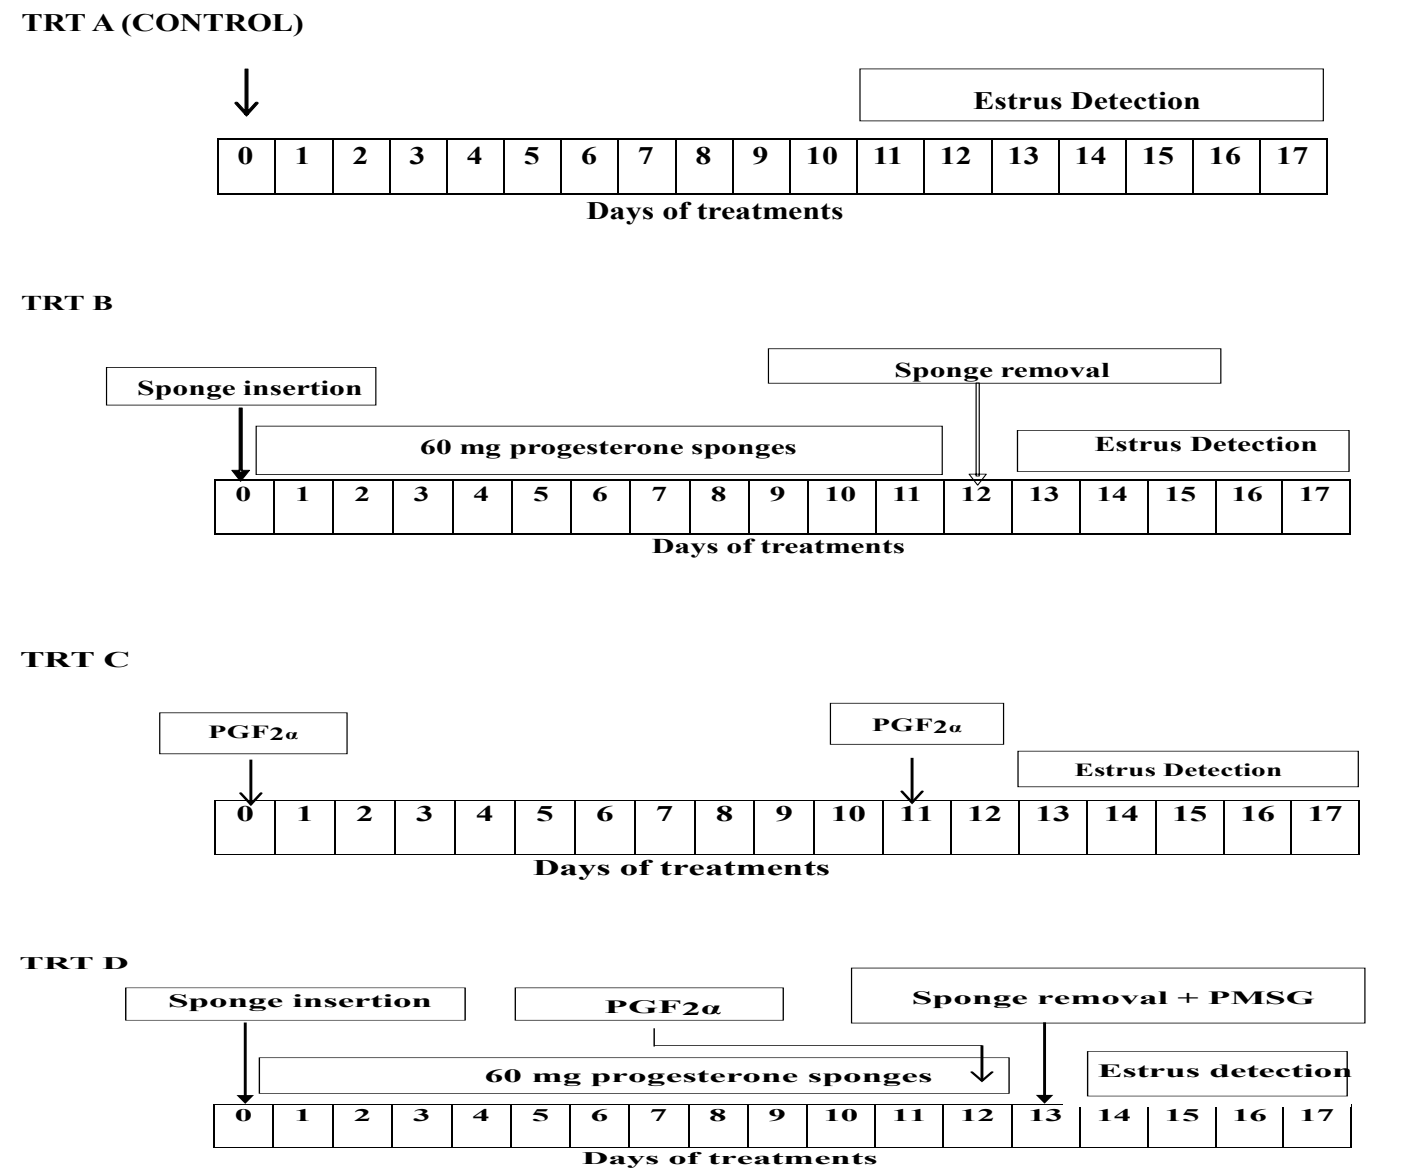 TRT A (CONTROL)
Estrus Detection
0 1 2 3 4 5 6 7 8 9 10 11 12 13 14 15 16 17
Days of treatments
TRT B
Sponge removal
Sponge insertion
60 mg progesterone sponges
Estrus Detection
0 1 2 3 4 5 6 7 8 9 10 11 12 13 14 15 16 17
Days of treatments
TRT C
PGF2α
PGF2α
Estrus Detection
0 1 2 3 4 5 6 7 8 9 10 11 12 13 14 15 16 17
Days of treatments
TRT D
Sponge insertion
PGF2α
Sponge removal + PMSG
60 mg progesterone sponges
Estrus detection
0 1 2 3 4 5 6 7 8 9 10 11 12 13 14 15 16 17
Days of treatments